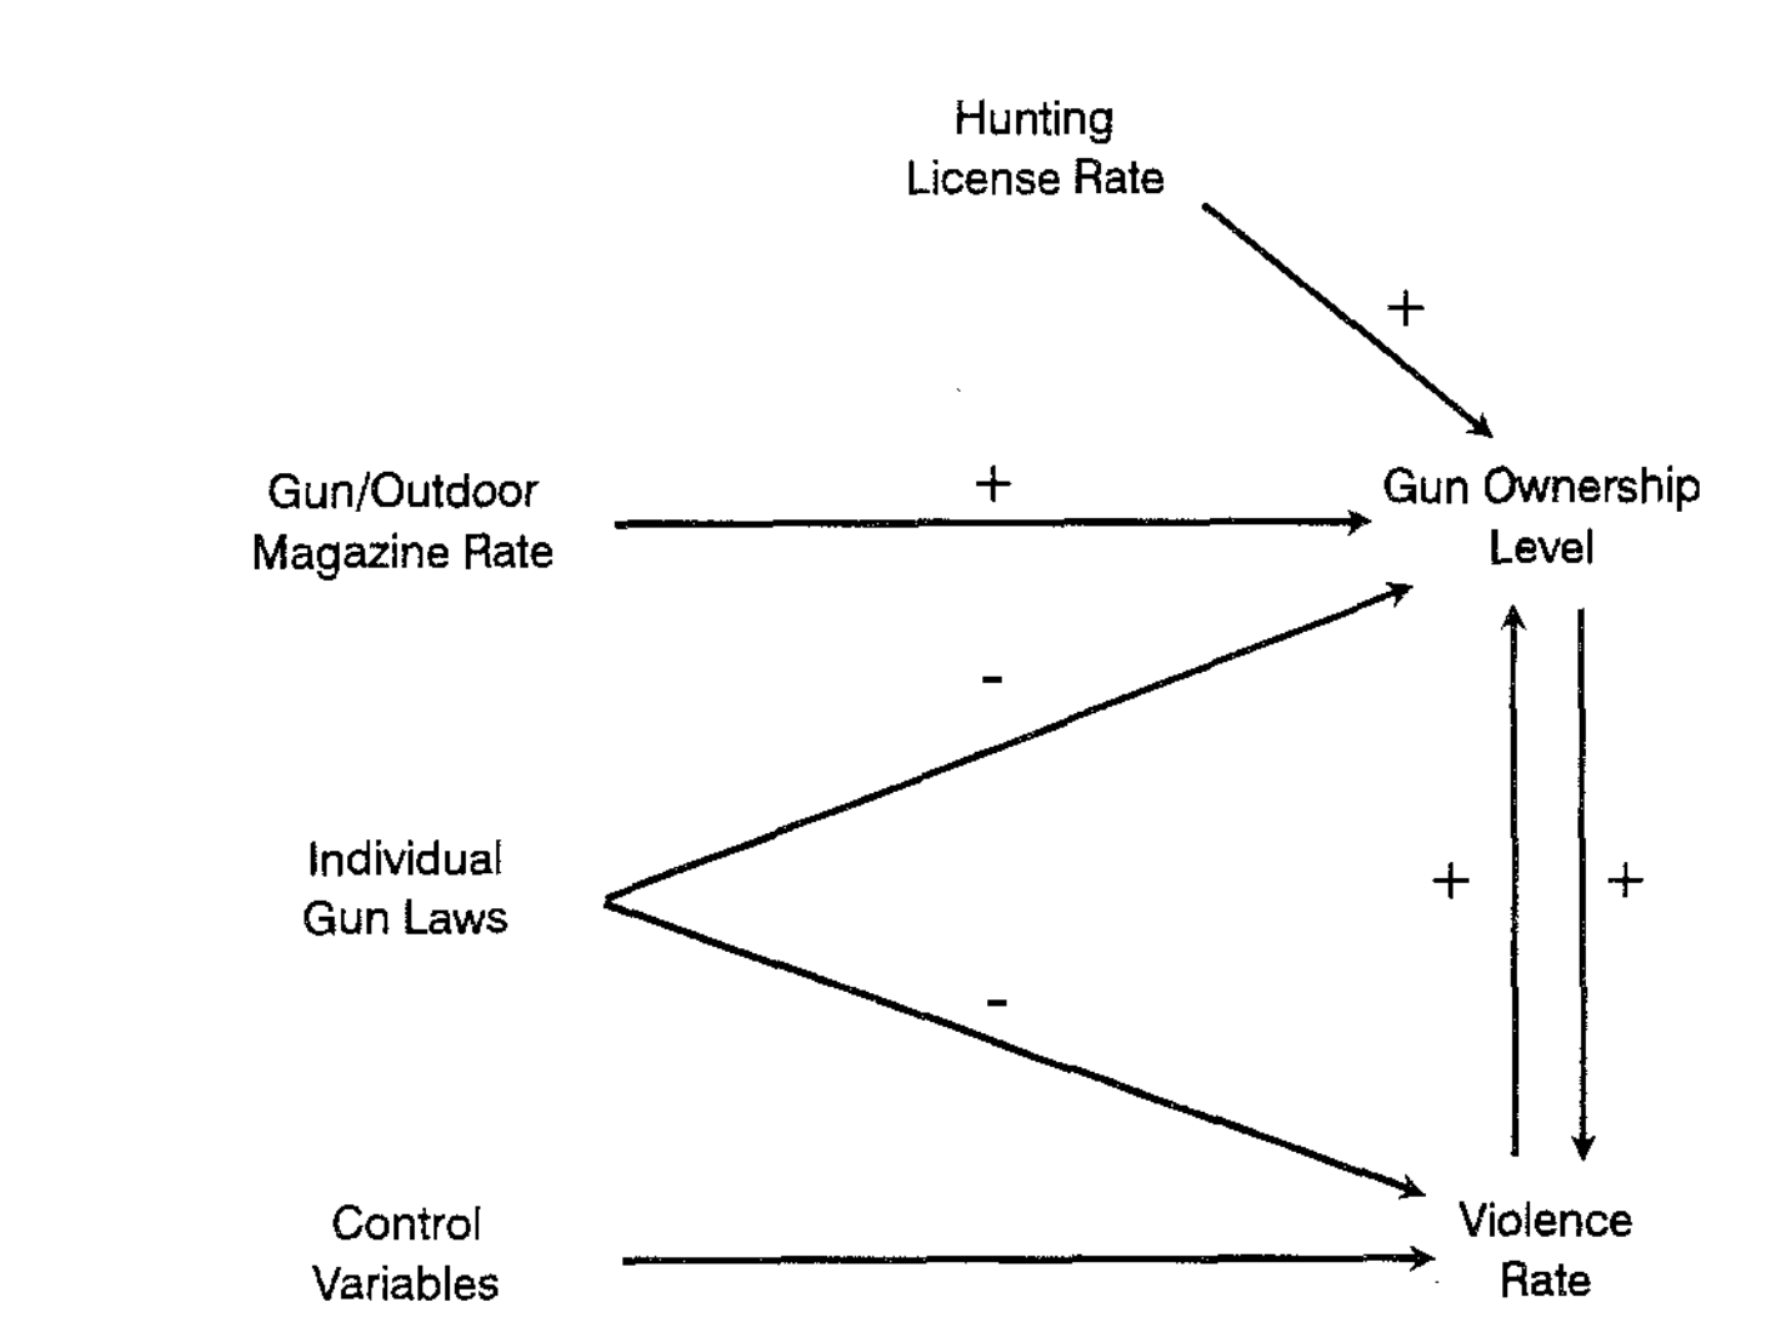 Hunting
License Rate
+
+
Gun/Outdoor
Magazine Rate
Gun Ownership
Level
-
Individual
Gun Laws
+
+
-
Control
Variables
Violence
Rate